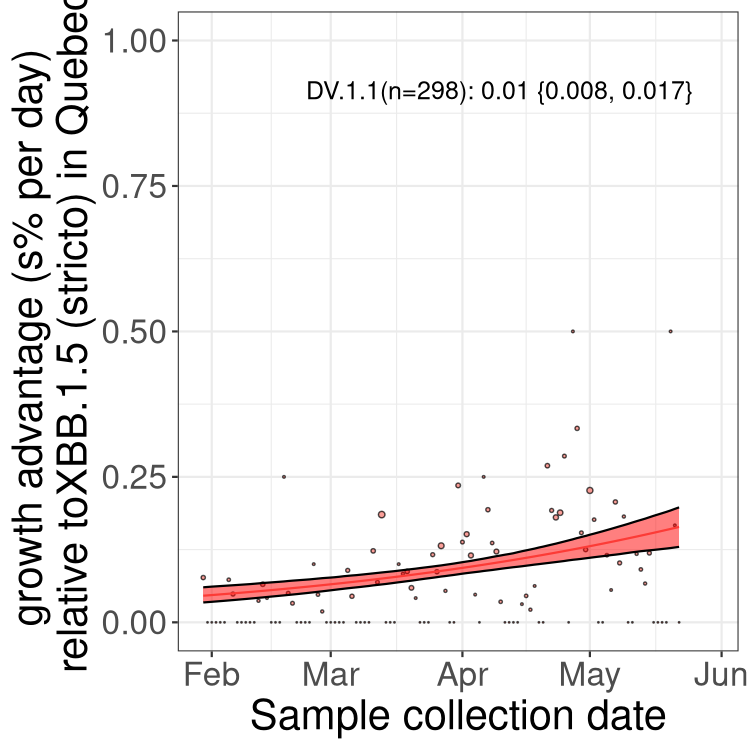 growth advantage (s% per day)
relative toXBB.1.5 (stricto) in Quebec
1.00
0.75
0.50
0.25
0.00
DV.1.1(n=298): 0.01 {0.008, 0.017}
Feb Mar Apr May Jun
Sample collection date